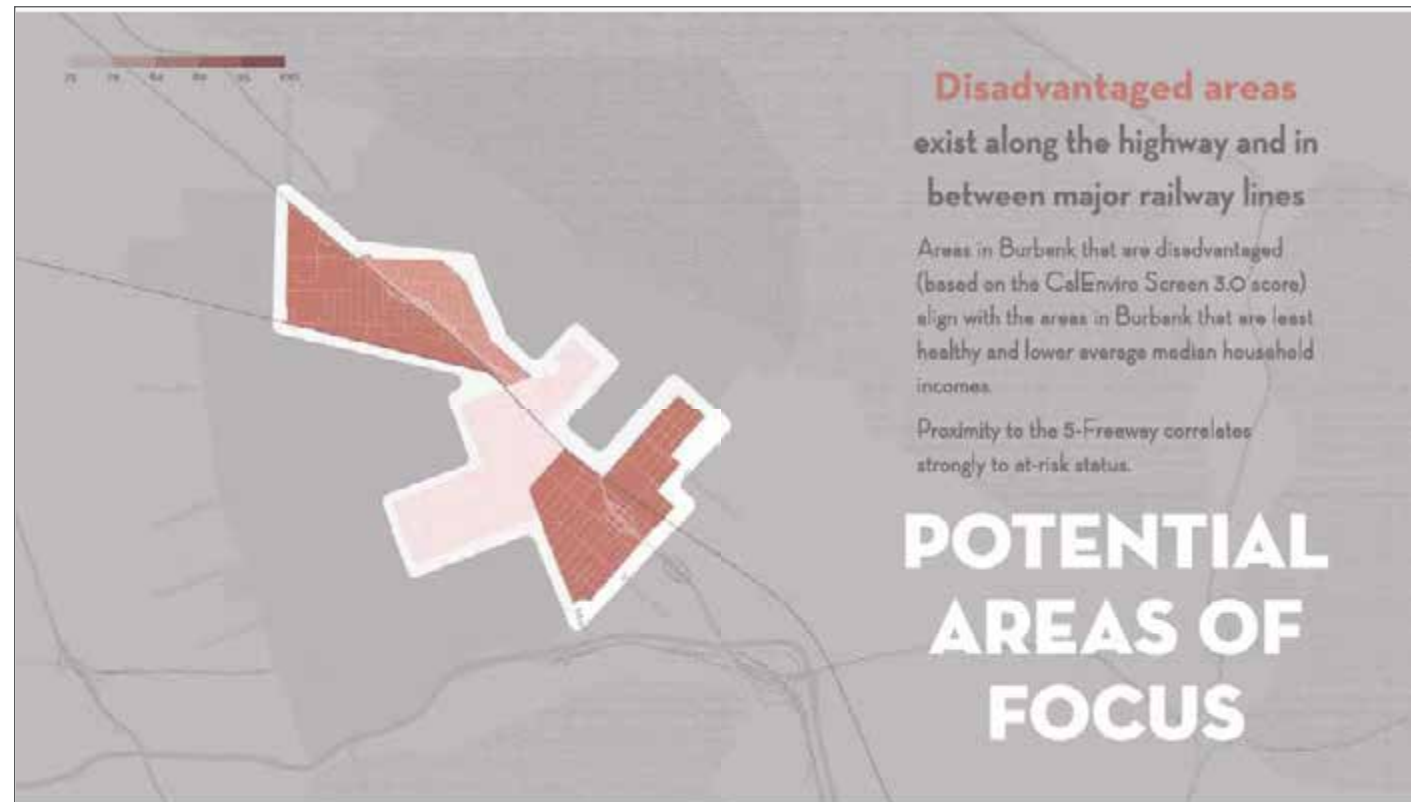 75
100
Disadvantaged areas
exist along the highway and in
between major railway lines
Areas in Burbank that are disadvantaged
(based on the CalEnviro Screen 3.0 score)
align with the areas in Burbank that are least
healthy and lower average median household
incomes.
Proximity to the 5-Freeway correlates
strongly to at-risk status.
POTENTIAL
AREAS OF
FOCUS